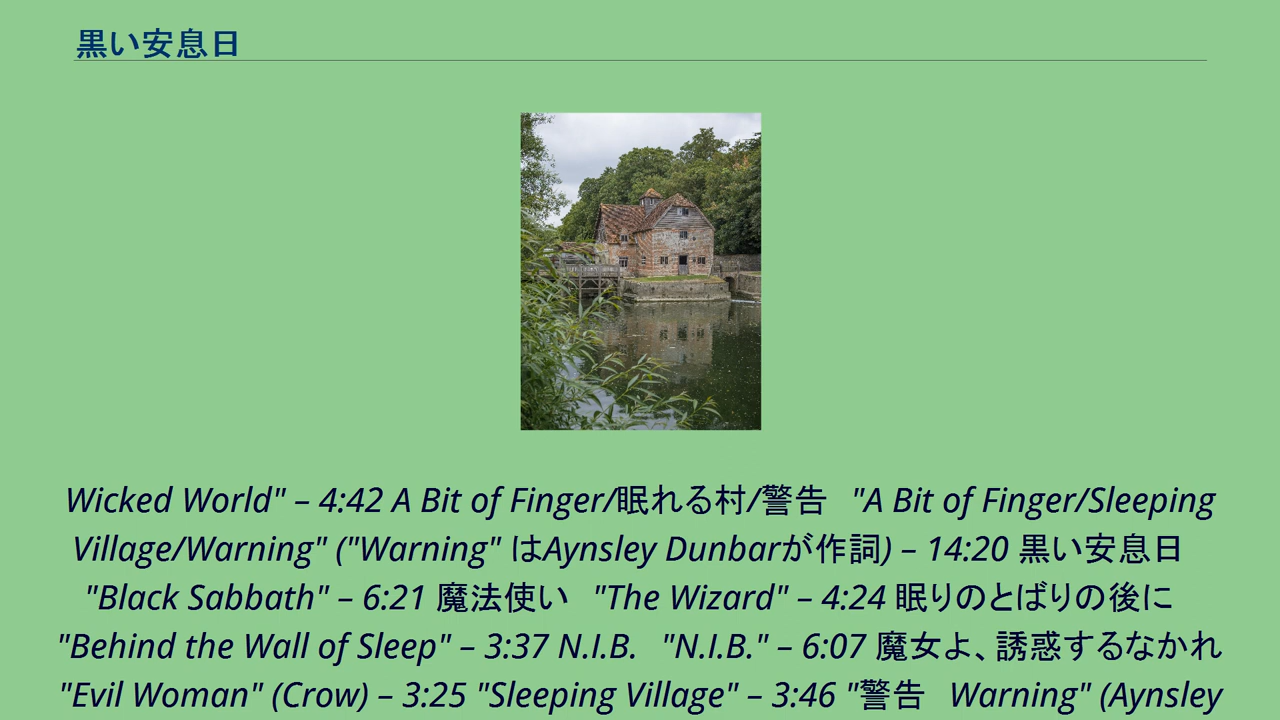 黒い安息日
Wicked World" – 4:42 A Bit of Finger/眠れる村/警告 "A Bit of Finger/Sleeping
Village/Warning" ("Warning" はAynsley Dunbarが作詞) – 14:20 黒い安息日
"Black Sabbath" – 6:21 魔法使い "The Wizard" – 4:24 眠りのとばりの後に
"Behind the Wall of Sleep" – 3:37 N.I.B. "N.I.B." – 6:07 魔女よ、誘惑するなかれ
"Evil Woman" (Crow) – 3:25 "Sleeping Village" – 3:46 "警告 Warning" (Aynsley